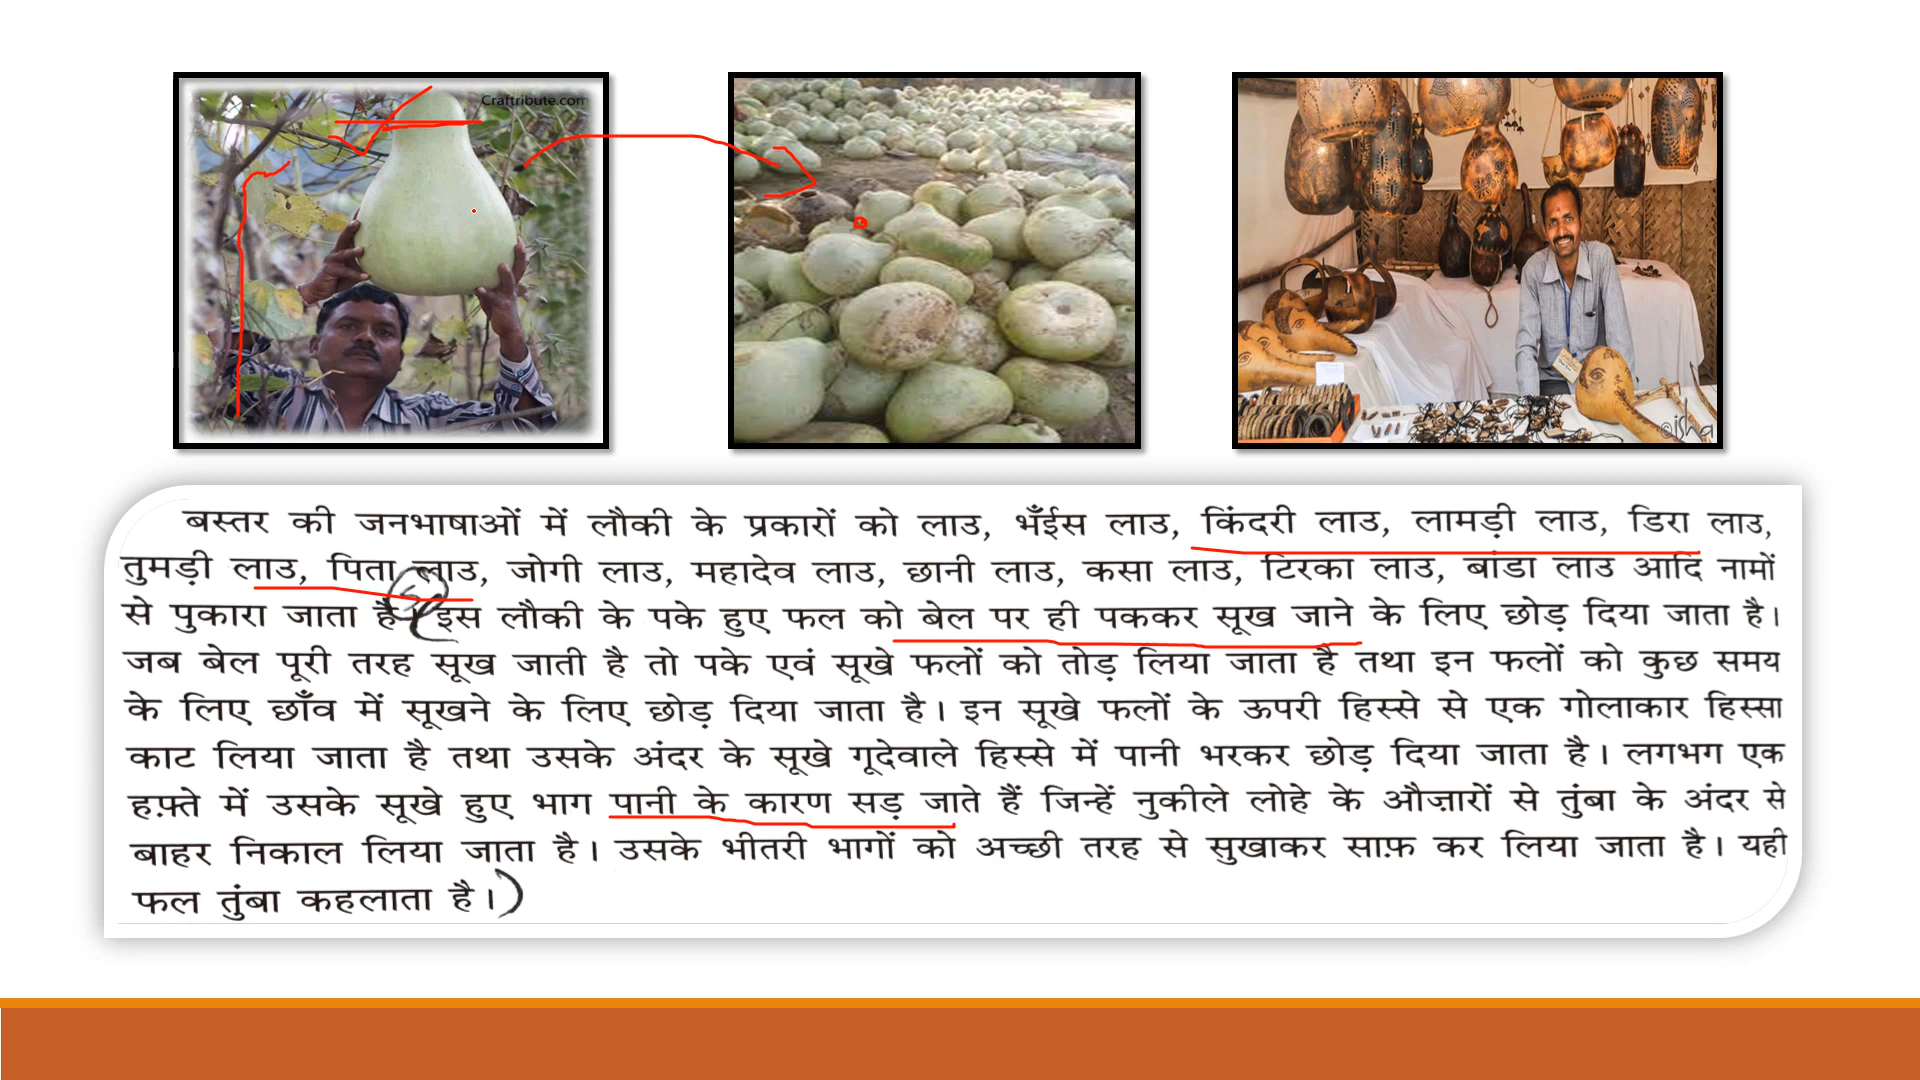 Craftribute.com
©isha
बस्तर की जनभाषाओं में लौकी के प्रकारों को लाउ, भँईस लाउ, किंदरी लाउ, लामड़ी लाउ, डिरा लाउ,
तुमड़ी लाउ, पिता लाउ, जोगी लाउ, महादेव लाउ, छानी लाउ, कसा लाउ, टिरका लाउ, बांडा लाउ आदि नामों
से पुकारा जाता है। इस लौकी के पके हुए फल को बेल पर ही पककर सूख जाने के लिए छोड़ दिया जाता है।
जब बेल पूरी तरह सूख जाती है तो पके एवं सूखे फलों को तोड़ लिया जाता है तथा इन फलों को कुछ समय
के लिए छाँव में सूखने के लिए छोड़ दिया जाता है। इन सूखे फलों के ऊपरी हिस्से से एक गोलाकार हिस्सा
काट लिया जाता है तथा उसके अंदर के सूखे गूदेवाले हिस्से में पानी भरकर छोड़ दिया जाता है। लगभग एक
हफ़्ते में उसके सूखे हुए भाग पानी के कारण सड़ जाते हैं जिन्हें नुकीले लोहे के औज़ारों से तुंबा के अंदर से
बाहर निकाल लिया जाता है। उसके भीतरी भागों को अच्छी तरह से सुखाकर साफ़ कर लिया जाता है। यही
फल तुंबा कहलाता है।)